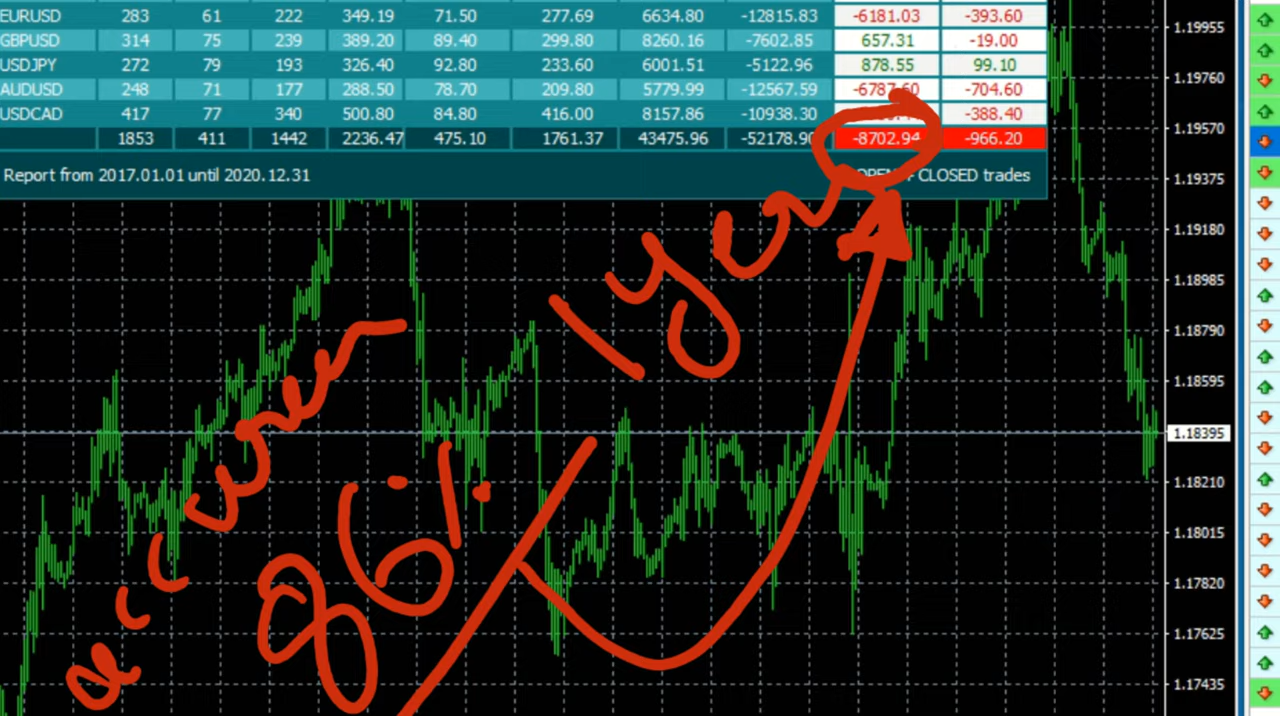 EURUSD 283 61 222 349.19 71.50 277.69 6634.80 -12815.83 -6181.03 -393.60
GBPUSD 314 75 239 389.20 89.40 299.80 8260.16 -7602.85 657.31 -19.00
USDJPY 272 79 193 326.40 92.80 233.60 6001.51 -5122.96 878.55 99.10
AUDUSD 248 71 177 288.50 78.70 209.80 5779.99 -12567.59 -6787.60 -704.60
USDCAD 417 77 340 500.80 84.80 416.00 8157.86 -10938.30 -388.40
1853 411 1442 2236.47 475.10 1761.37 43475.96 -52178.90 -8702.94 -966.20
Report from 2017.01.01 until 2020.12.31
OPEN + CLOSED trades
1 year
86%
1.19955
1.19760
1.19570
1.19375
1.19180
1.18985
1.18790
1.18595
1.18395
1.18210
1.18015
1.17820
1.17625
1.17435